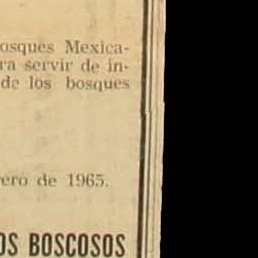 osques Mexica-
ra servir de in-
de los bosques
ero de 1965.
OS BOSCOSOS